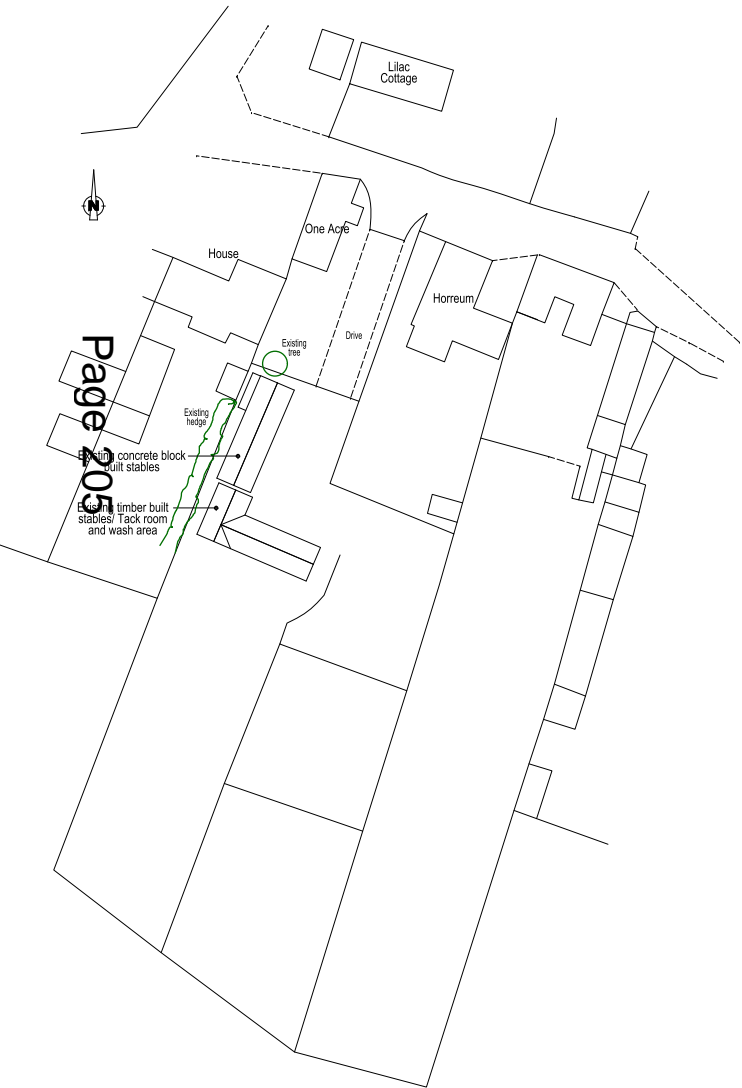 Lilac
Cottage
N
One Acre
House
Horreum
Drive
Existing
tree
Existing
hedge
Existing concrete block
built stables
Existing timber built
stables/ Tack room
and wash area
Page 205